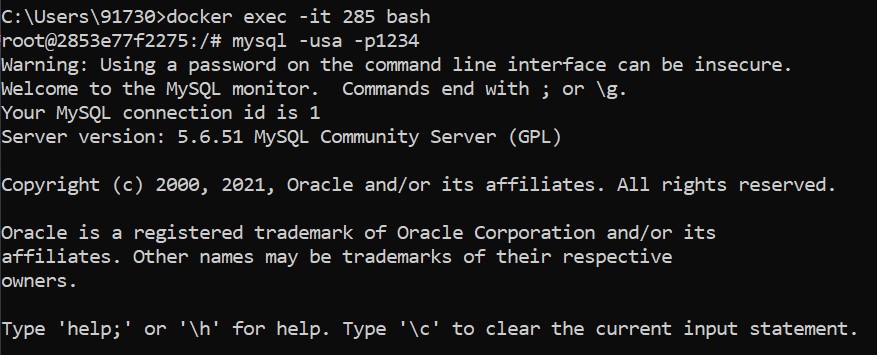 C:\Users\91730>docker exec -it 285 bash
root@2853e77f2275:/# mysql -usa -p1234
Warning: Using a password on the command line interface can be insecure.
Welcome to the MySQL monitor.  Commands end with ; or \g.
Your MySQL connection id is 1
Server version: 5.6.51 MySQL Community Server (GPL)

Copyright (c) 2000, 2021, Oracle and/or its affiliates. All rights reserved.

Oracle is a registered trademark of Oracle Corporation and/or its
affiliates. Other names may be trademarks of their respective
owners.

Type 'help;' or '\h' for help. Type '\c' to clear the current input statement.